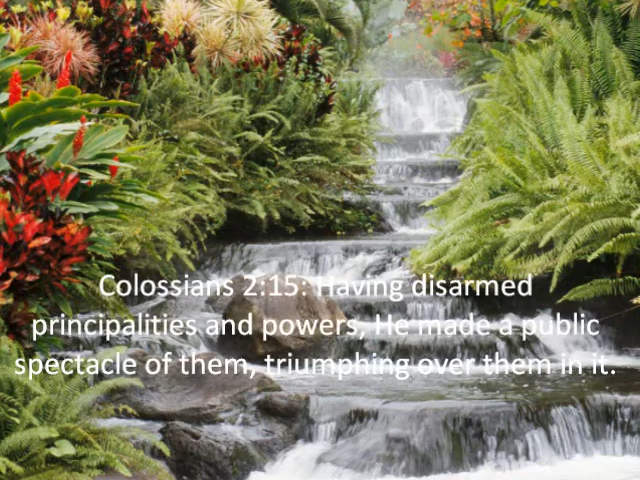 Colossians 2:15: Having disarmed
principalities and powers, He made a public
spectacle of them, triumphing over them in it.